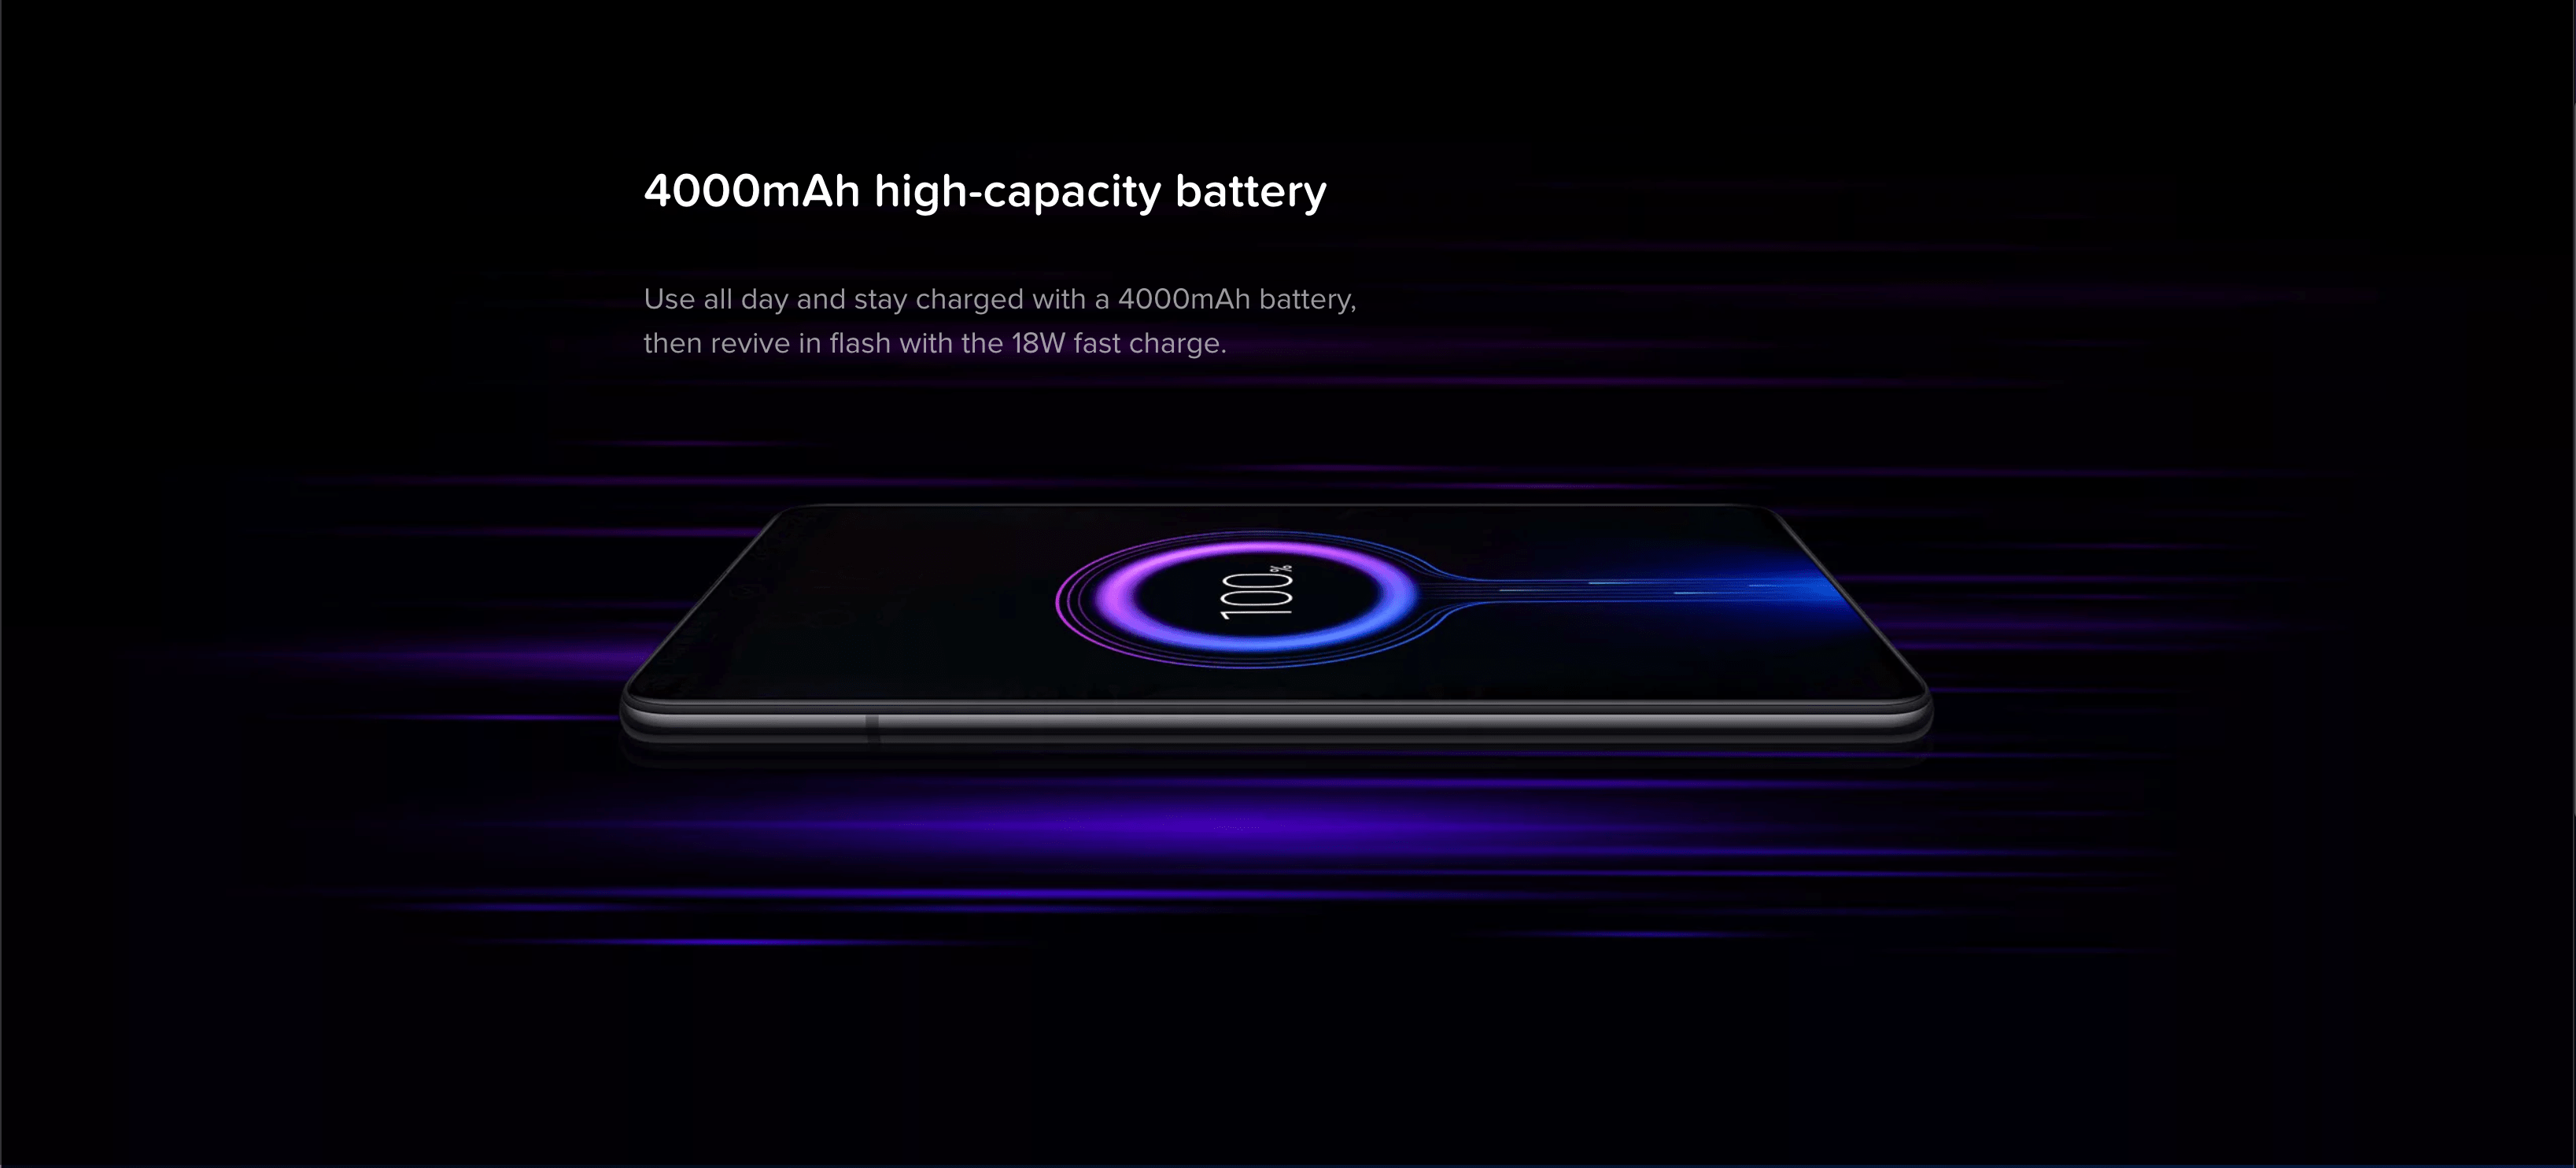 4000mAh high-capacity battery
Use all day and stay charged with a 4000mAh battery,
then revive in flash with the 18W fast charge.
100%